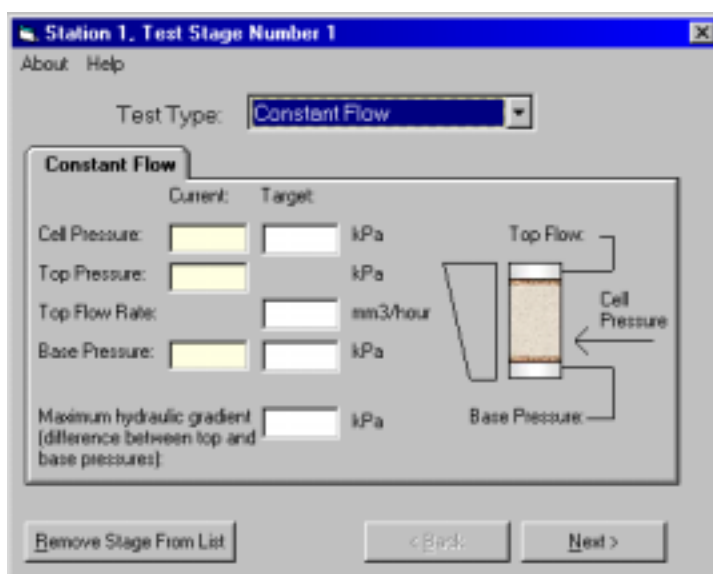 Station 1, Test Stage Number 1
About Help
Test Type: Constant Flow
Constant Flow
Current: Target:
Cell Pressure: kPa
Top Flow:
Top Pressure: kPa
Cell
Pressure
Top Flow Rate: mm3/hour
Base Pressure: kPa
Maximum hydraulic gradient
(difference between top and
base pressures): kPa
Base Pressure:
Remove Stage From List < Back Next >